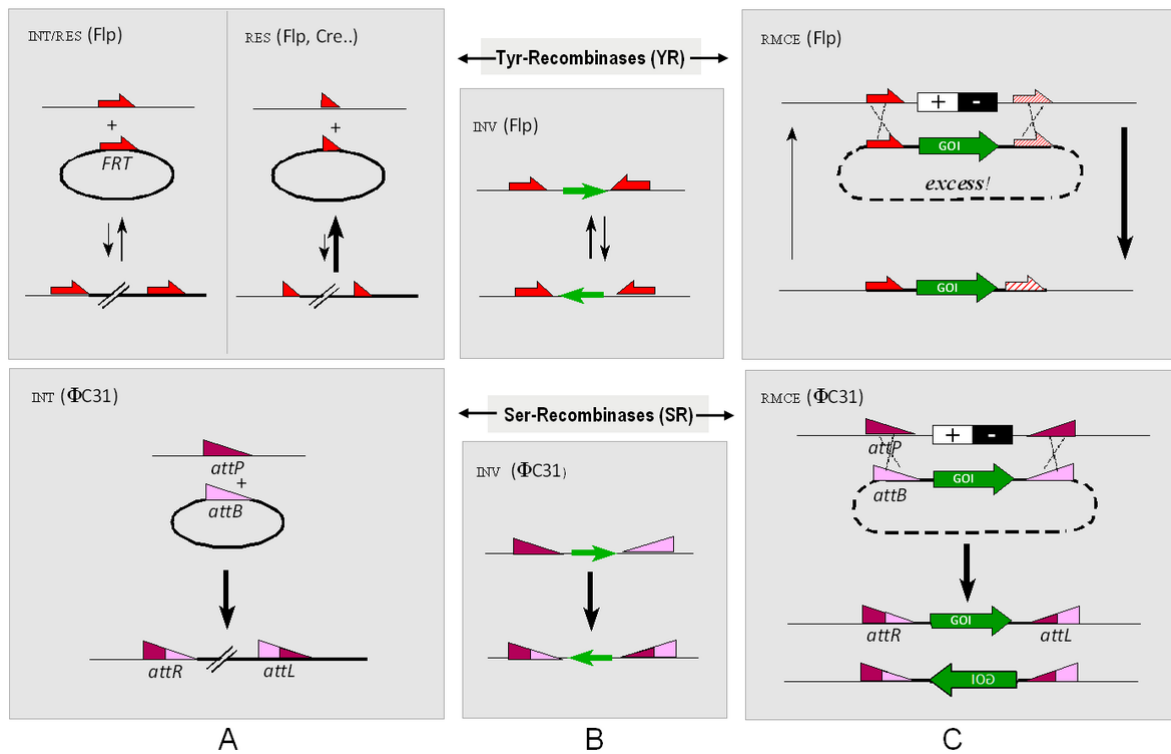 INT/RES (Flp)
+
FRT
RES (Flp, Cre..)
+
Tyr-Recombinases (YR)
INV (Flp)
RMCE (Flp)
+ -
GOI
excess!
GOI
INT (ΦC31)
attP
+
attB
attR
attL
Ser-Recombinases (SR)
INV (ΦC31)
RMCE (ΦC31)
+ -
attP
attB
GOI
GOI
attR
attL
GOI
A
B
C